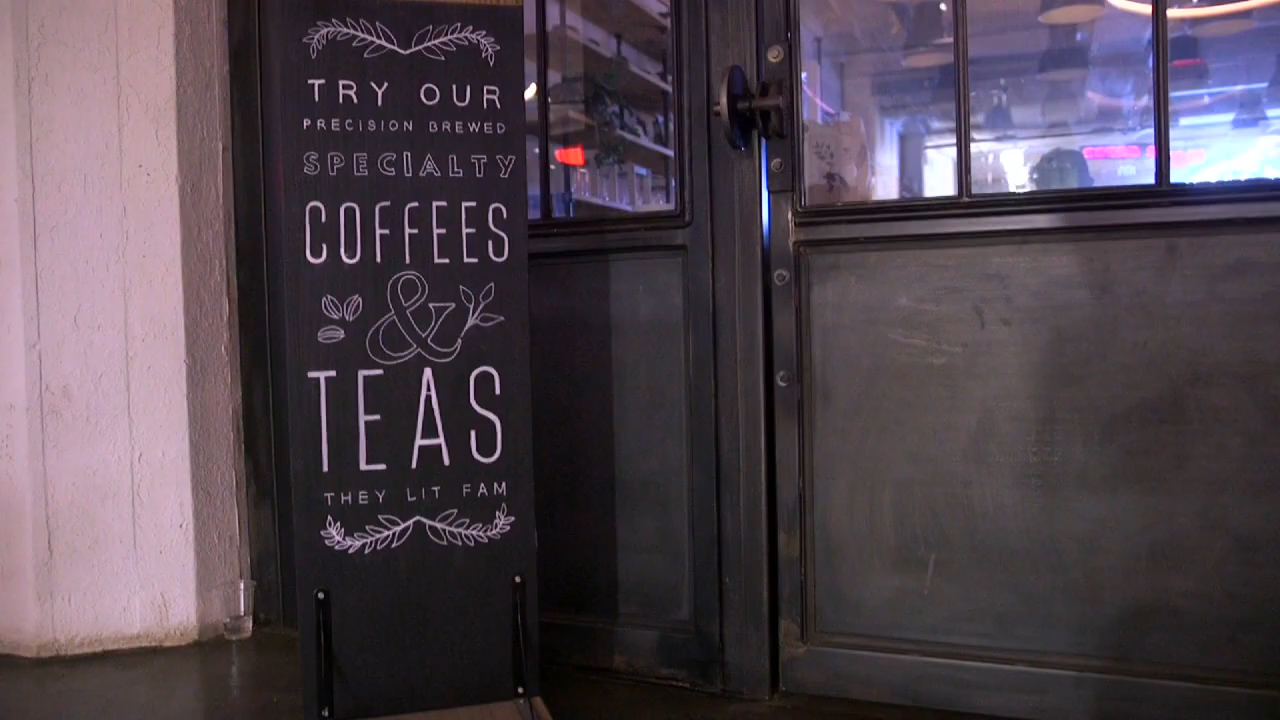 TRY OUR
PRECISION BREWED
SPECIALTY
COFFEES
&
TEAS
THEY LIT FAM